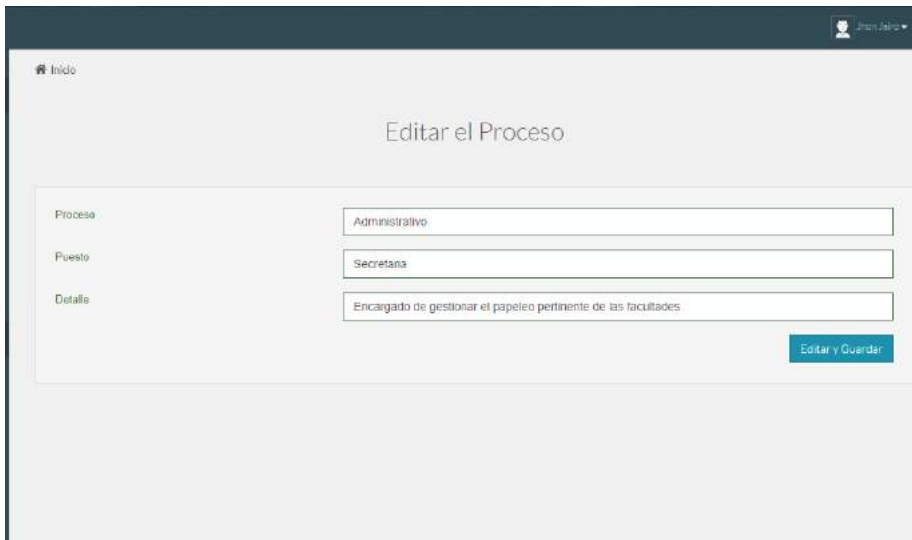 Jhon Jairo
Inicio
Editar el Proceso
Proceso
Administrativo
Puesto
Secretaria
Detalle
Encargado de gestionar el papeleo pertinente de las facultades
Editar y Guardar